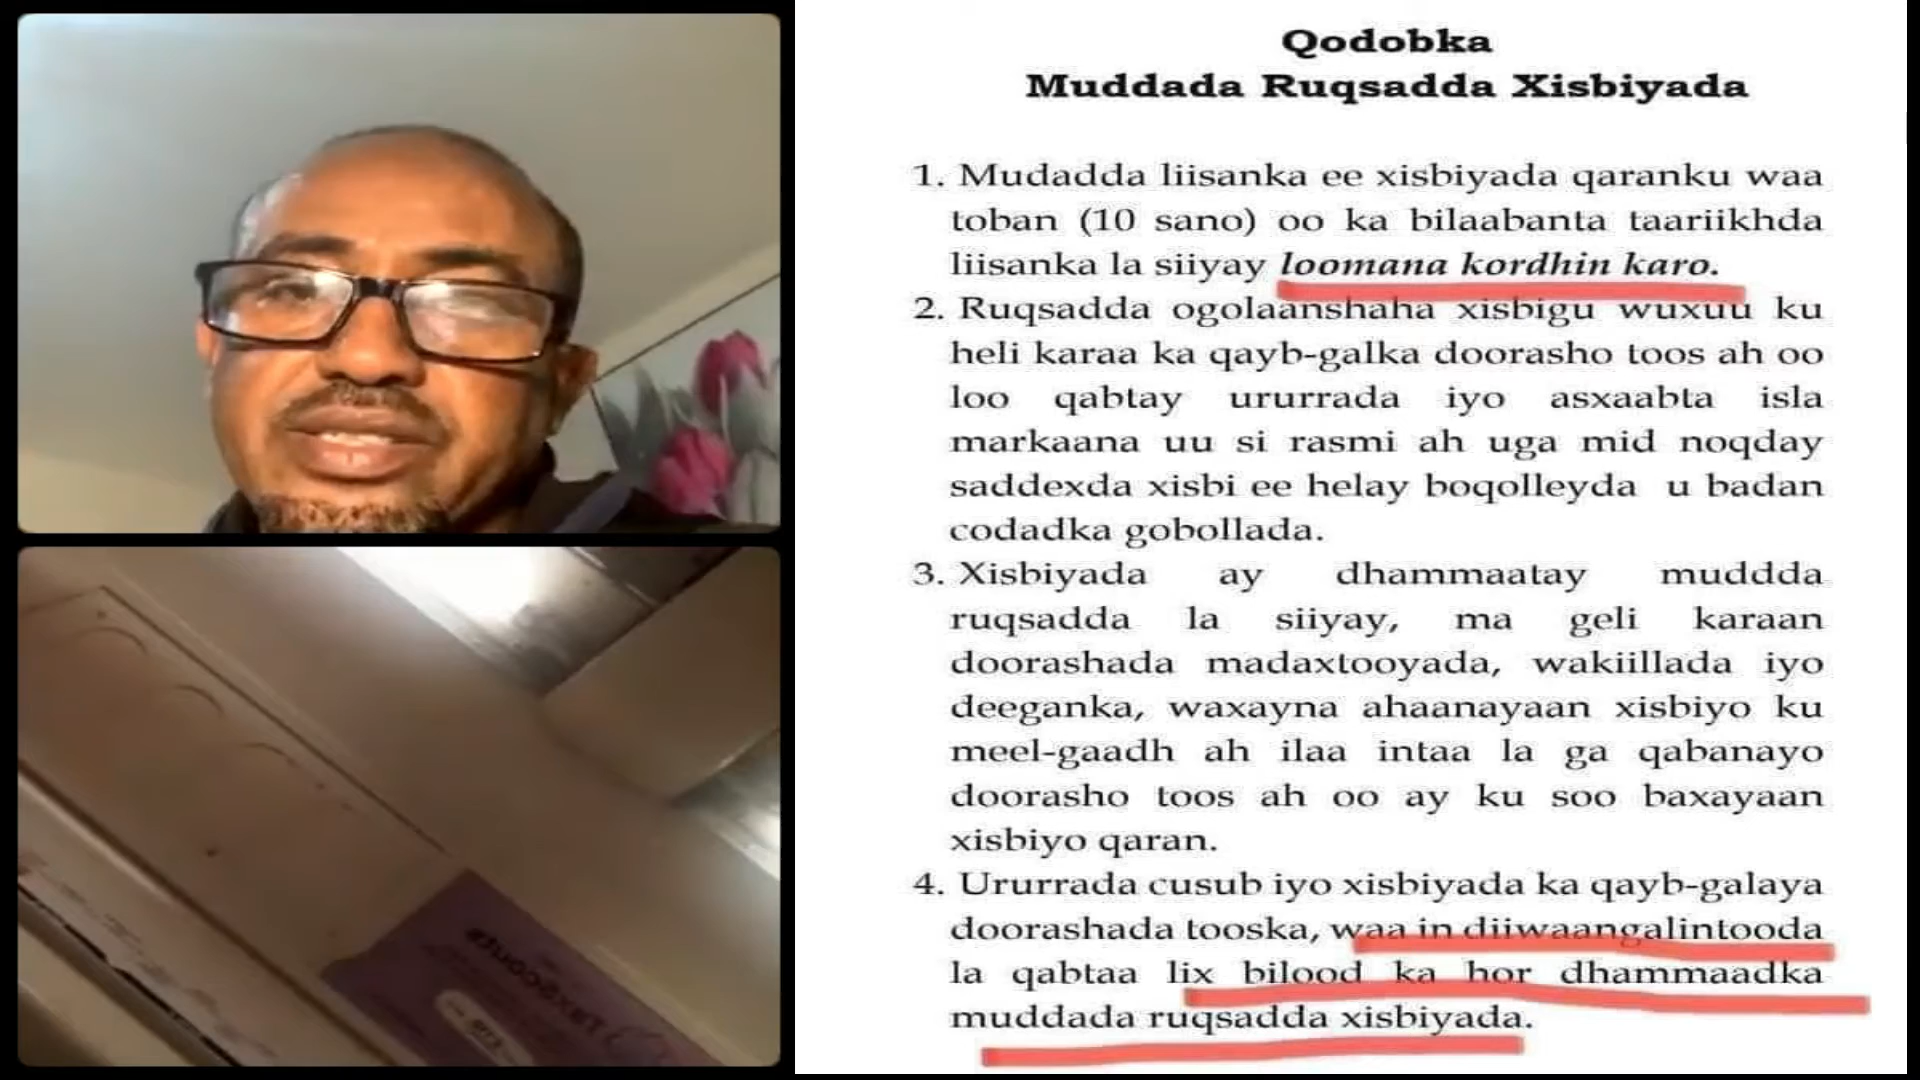 Qodobka
Muddada Ruqsadda Xisbiyada
1. Mudadda liisanka ee xisbiyada qaranku waa
toban (10 sano) oo ka bilaabanta taariikhda
liisanka la siiyay loomana kordhin karo.
2. Ruqsadda ogolaanshaha xisbigu wuxuu ku
heli karaa ka qayb-galka doorasho toos ah oo
loo qabtay ururrada iyo asxaabta isla
markaana uu si rasmi ah uga mid noqday
saddexda xisbi ee helay boqolleyda u badan
codadka gobollada.
3. Xisbiyada ay dhammaatay muddda
ruqsadda la siiyay, ma geli karaan
doorashada madaxtooyada, wakiillada iyo
deeganka, waxayna ahaanayaan xisbiyo ku
meel-gaadh ah ilaa intaa la ga qabanayo
doorasho toos ah oo ay ku soo baxayaan
xisbiyo qaran.
4. Ururrada cusub iyo xisbiyada ka qayb-galaya
doorashada tooska, waa in diiwaangalintooda
la qabtaa lix bilood ka hor dhammaadka
muddada ruqsadda xisbiyada.